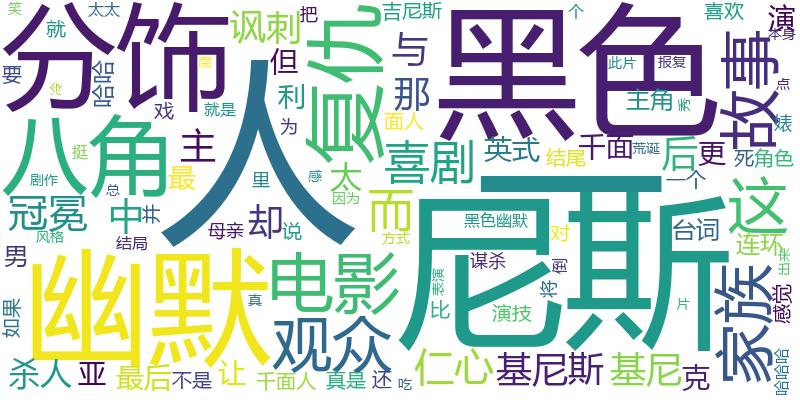 笑 太太 就 要 哈哈
分饰
讽刺 把 吉尼斯 个 喜欢 演
黑色
本身
但 复仇 与 此片 报复 点
人
冷 腐 戏 就是 利 那 主角 秀 故事
为 面人 英式 千面 后 更 婊
八角
挺 主 喜剧 结尾 荒诞 死 角色
剧作 最 里 感 太 因为 而 一个
冠冕 中 总 并 却 说 母亲
尼斯
黑色幽默 对 台词 这 连环
风格 结局 方式
男 幽默 电影 谋杀 将 倒 出来
真 表演 比 演技 片 家族 感觉
如果 观众
杀人 亚 最后 不是 让 千面人 真是 还 吃 仁心 基尼斯 基尼 克 哈哈哈